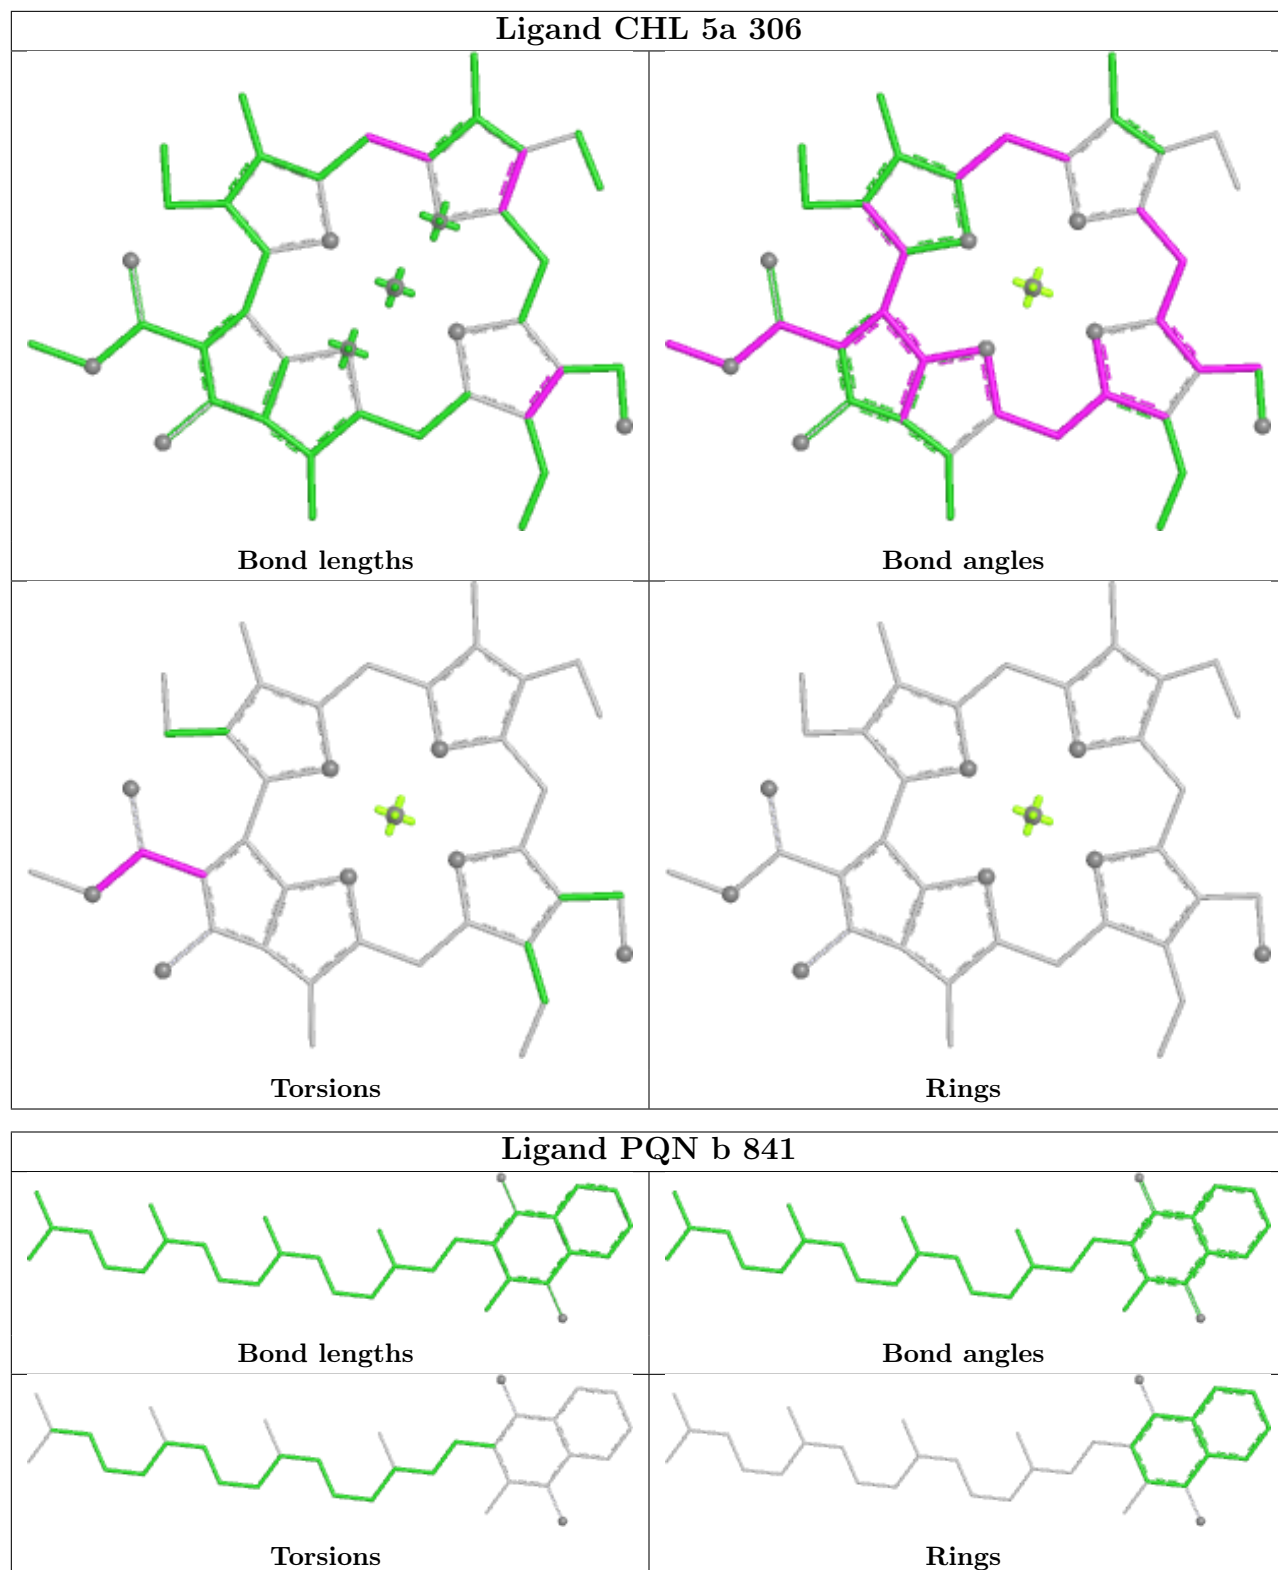 Ligand CHL 5a 306
Bond lengths
Bond angles
Torsions
Rings
Ligand PQN b 841
Bond lengths
Bond angles
Torsions
Rings